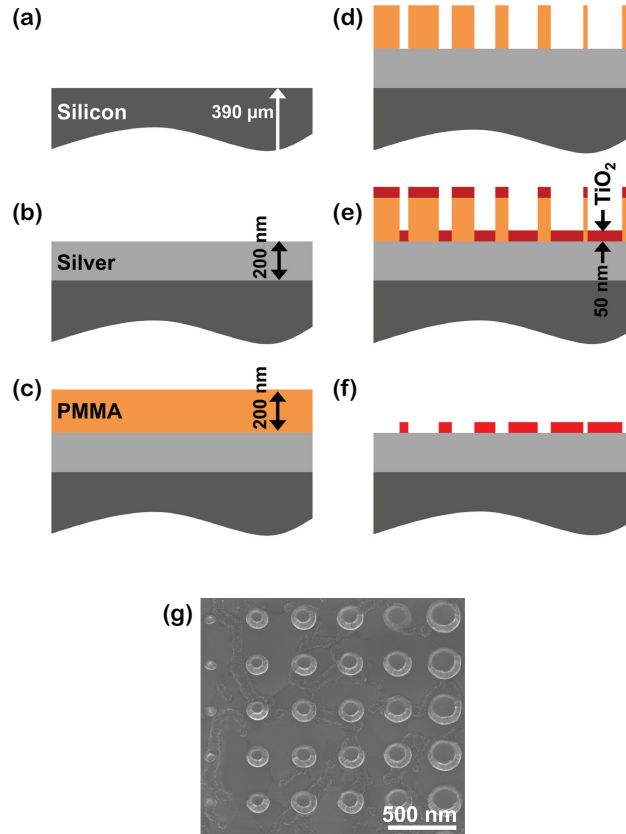 (a)
Silicon
390 μm
(b)
Silver
200 nm
(c)
PMMA
200 nm
(d)
(e)
TiO2
50 nm
(f)
(g)
500 nm